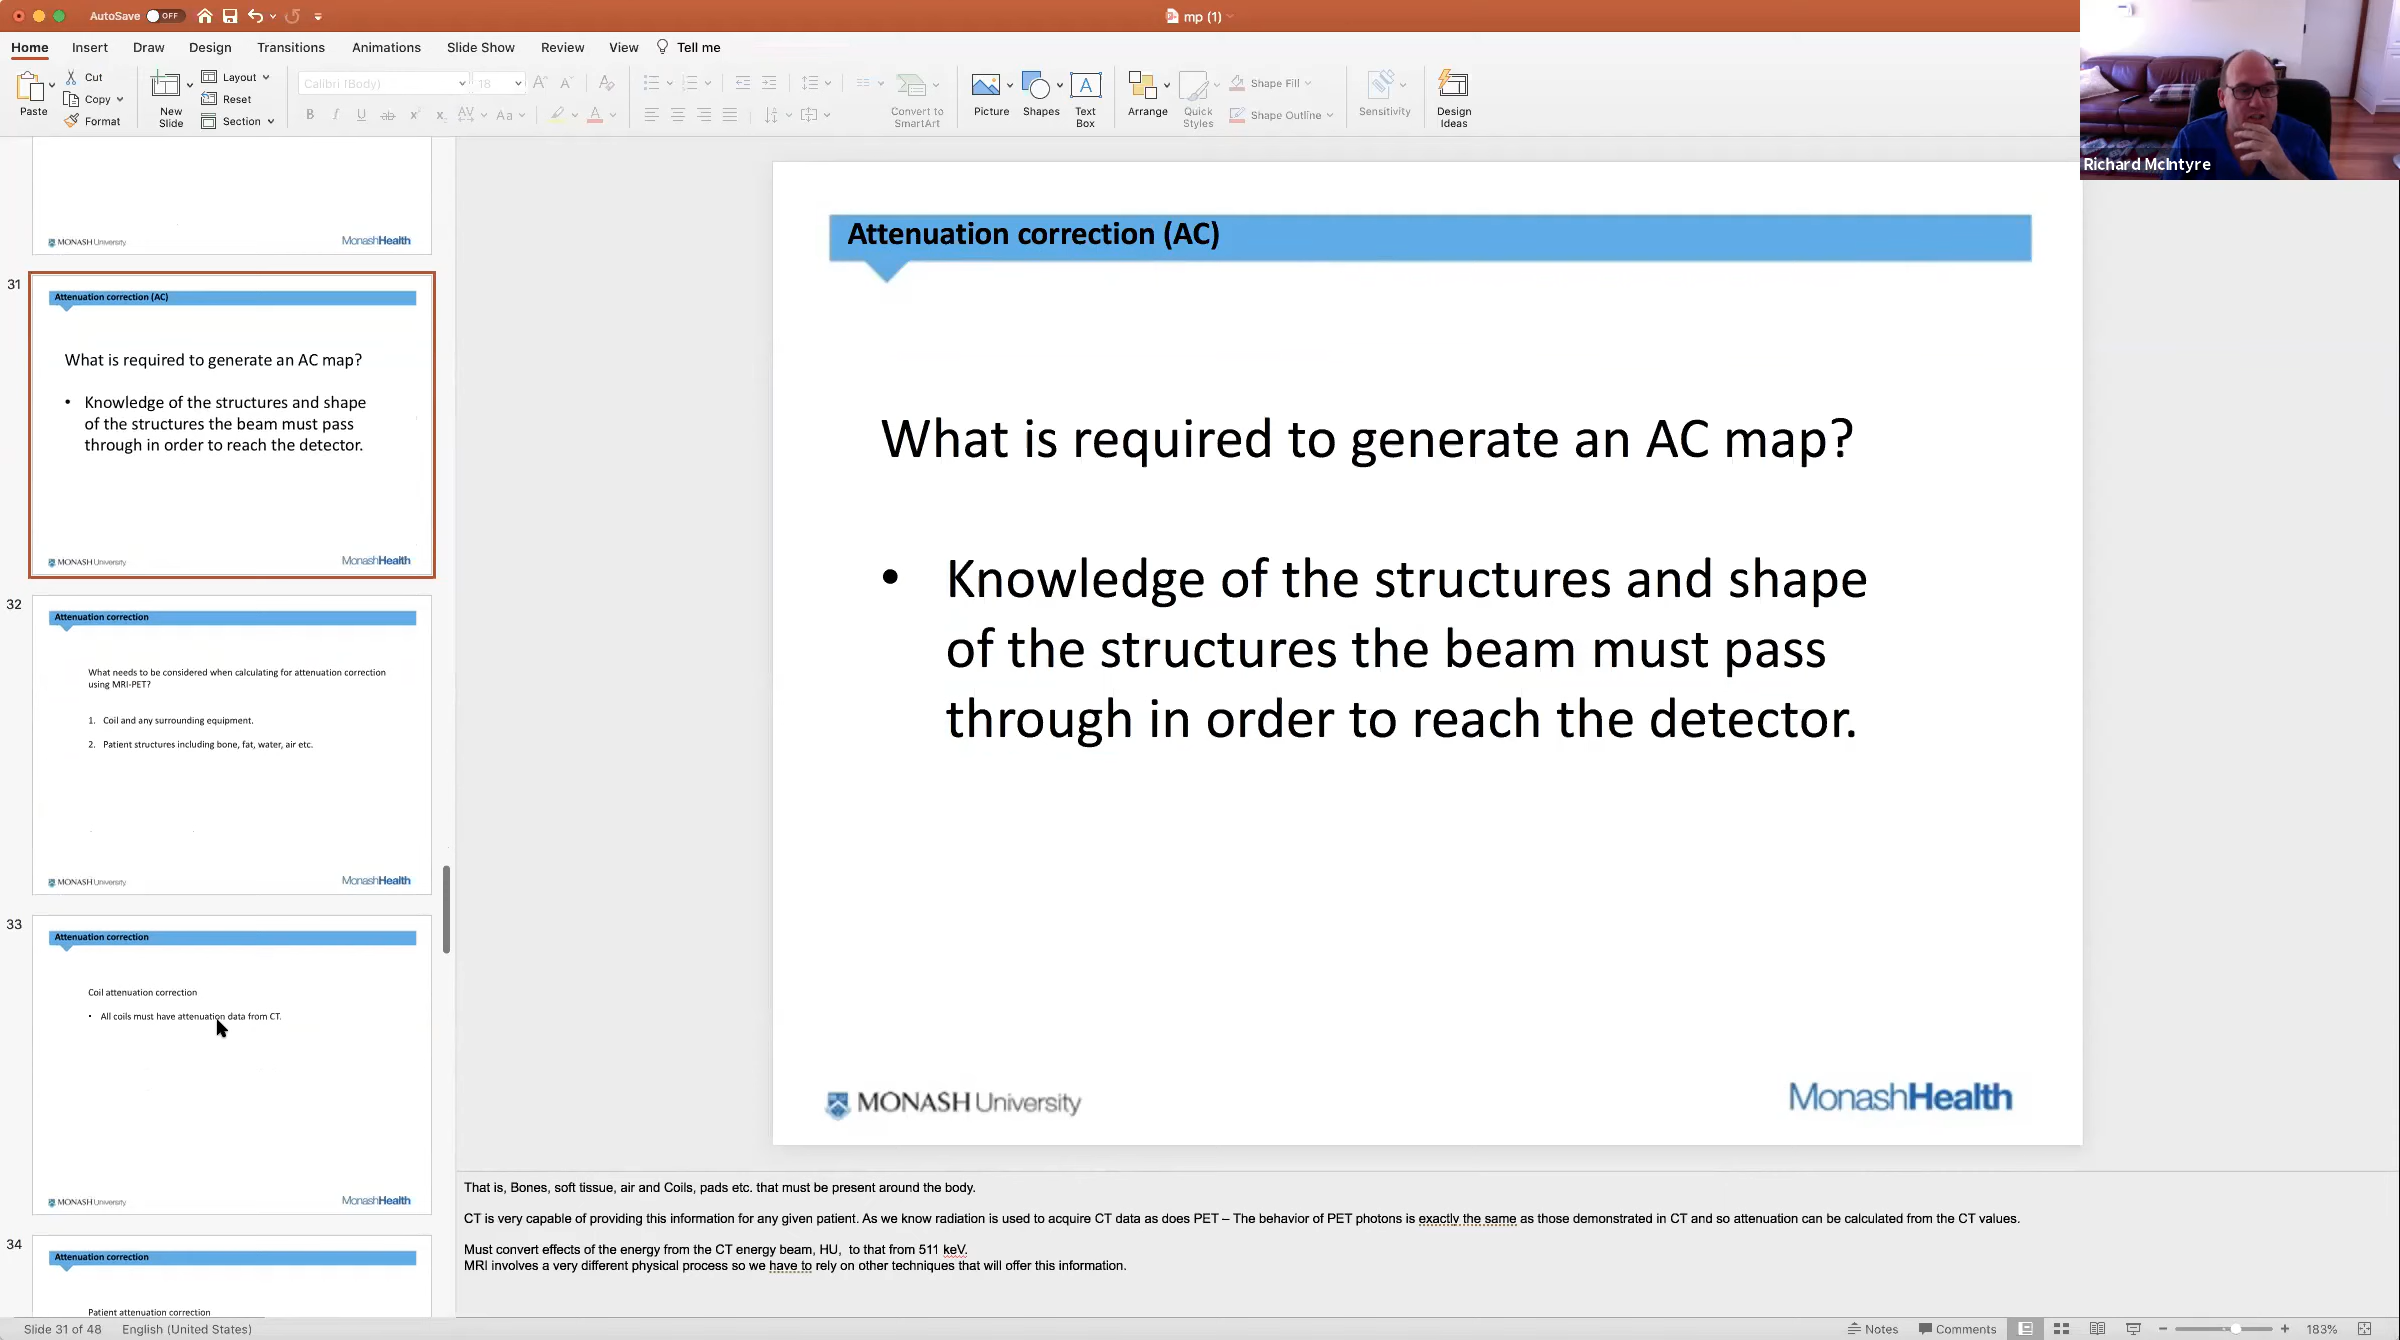 AutoSave OFF
mp (1)
Home Insert Draw Design Transitions Animations Slide Show Review View Tell me
Paste
Cut
Copy
Format
New
Slide
Layout
Reset
Section
Calibri (Body) 18
Convert to
SmartArt
Picture
Shapes
Text
Box
Arrange
Quick
Styles
Shape Fill
Shape Outline
Sensitivity
Design
Ideas
Richard McIntyre
MONASH University MonashHealth
31
Attenuation correction (AC)
What is required to generate an AC map?
• Knowledge of the structures and shape
of the structures the beam must pass
through in order to reach the detector.
MONASH University MonashHealth
32
Attenuation correction
What needs to be considered when calculating for attenuation correction
using MRI-PET?
1. Coil and any surrounding equipment.
2. Patient structures including bone, fat, water, air etc.
MONASH University MonashHealth
33
Attenuation correction
Coil attenuation correction
• All coils must have attenuation data from CT.
MONASH University MonashHealth
34
Attenuation correction
Patient attenuation correction
Attenuation correction (AC)
What is required to generate an AC map?
• Knowledge of the structures and shape
of the structures the beam must pass
through in order to reach the detector.
MONASH University MonashHealth
That is, Bones, soft tissue, air and Coils, pads etc. that must be present around the body.
CT is very capable of providing this information for any given patient. As we know radiation is used to acquire CT data as does PET – The behavior of PET photons is exactly the same as those demonstrated in CT and so attenuation can be calculated from the CT values.
Must convert effects of the energy from the CT energy beam, HU, to that from 511 keV.
MRI involves a very different physical process so we have to rely on other techniques that will offer this information.
Slide 31 of 48 English (United States)
Notes Comments 183%